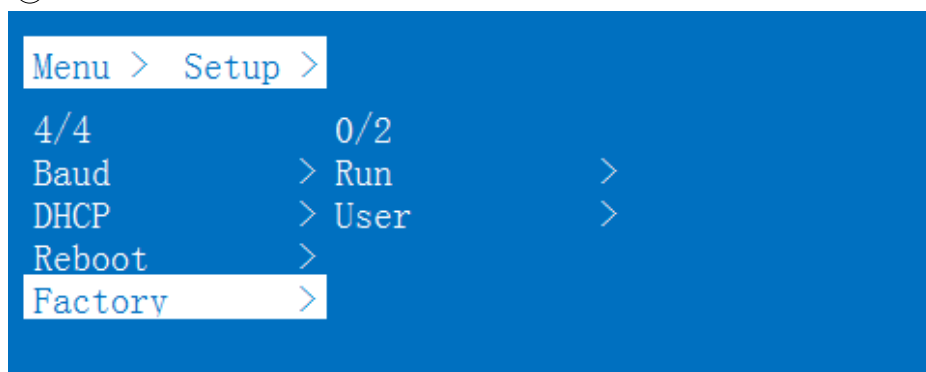 Menu > Setup >
4/4 0/2
Baud > Run >
DHCP > User >
Reboot >
Factory >